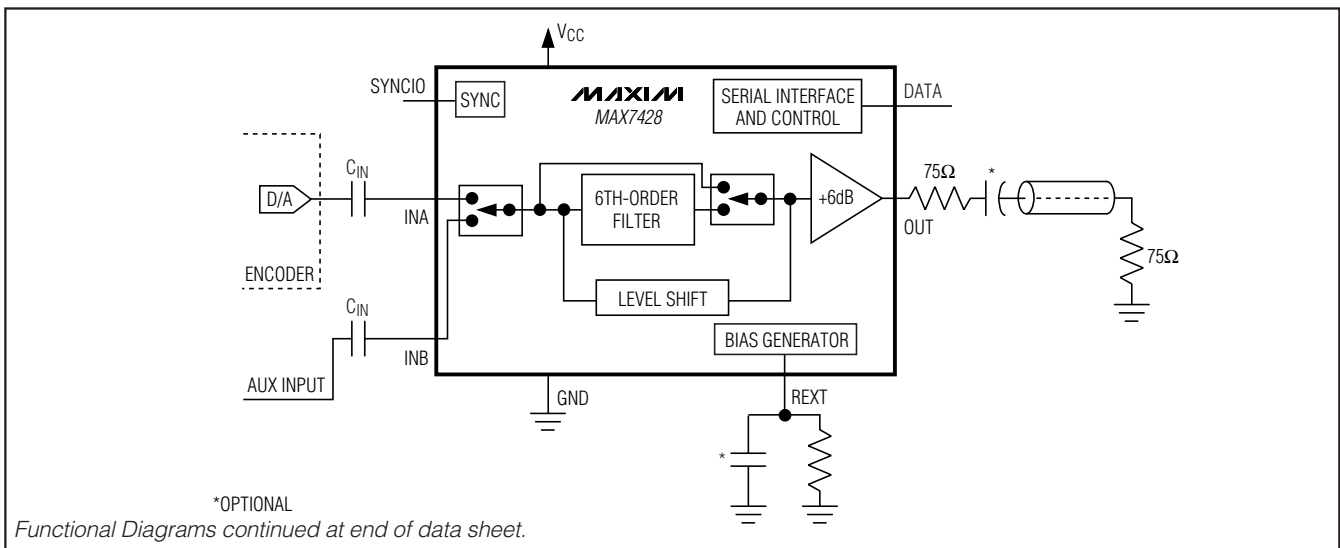 VCC
SYNCIO
SYNC
MAXIM
MAX7428
SERIAL INTERFACE
AND CONTROL
DATA
D/A
ENCODER
CIN
INA
6TH-ORDER
FILTER
+6dB
75Ω
*
OUT
75Ω
LEVEL SHIFT
CIN
INB
AUX INPUT
BIAS GENERATOR
GND
REXT
*
*OPTIONAL
Functional Diagrams continued at end of data sheet.